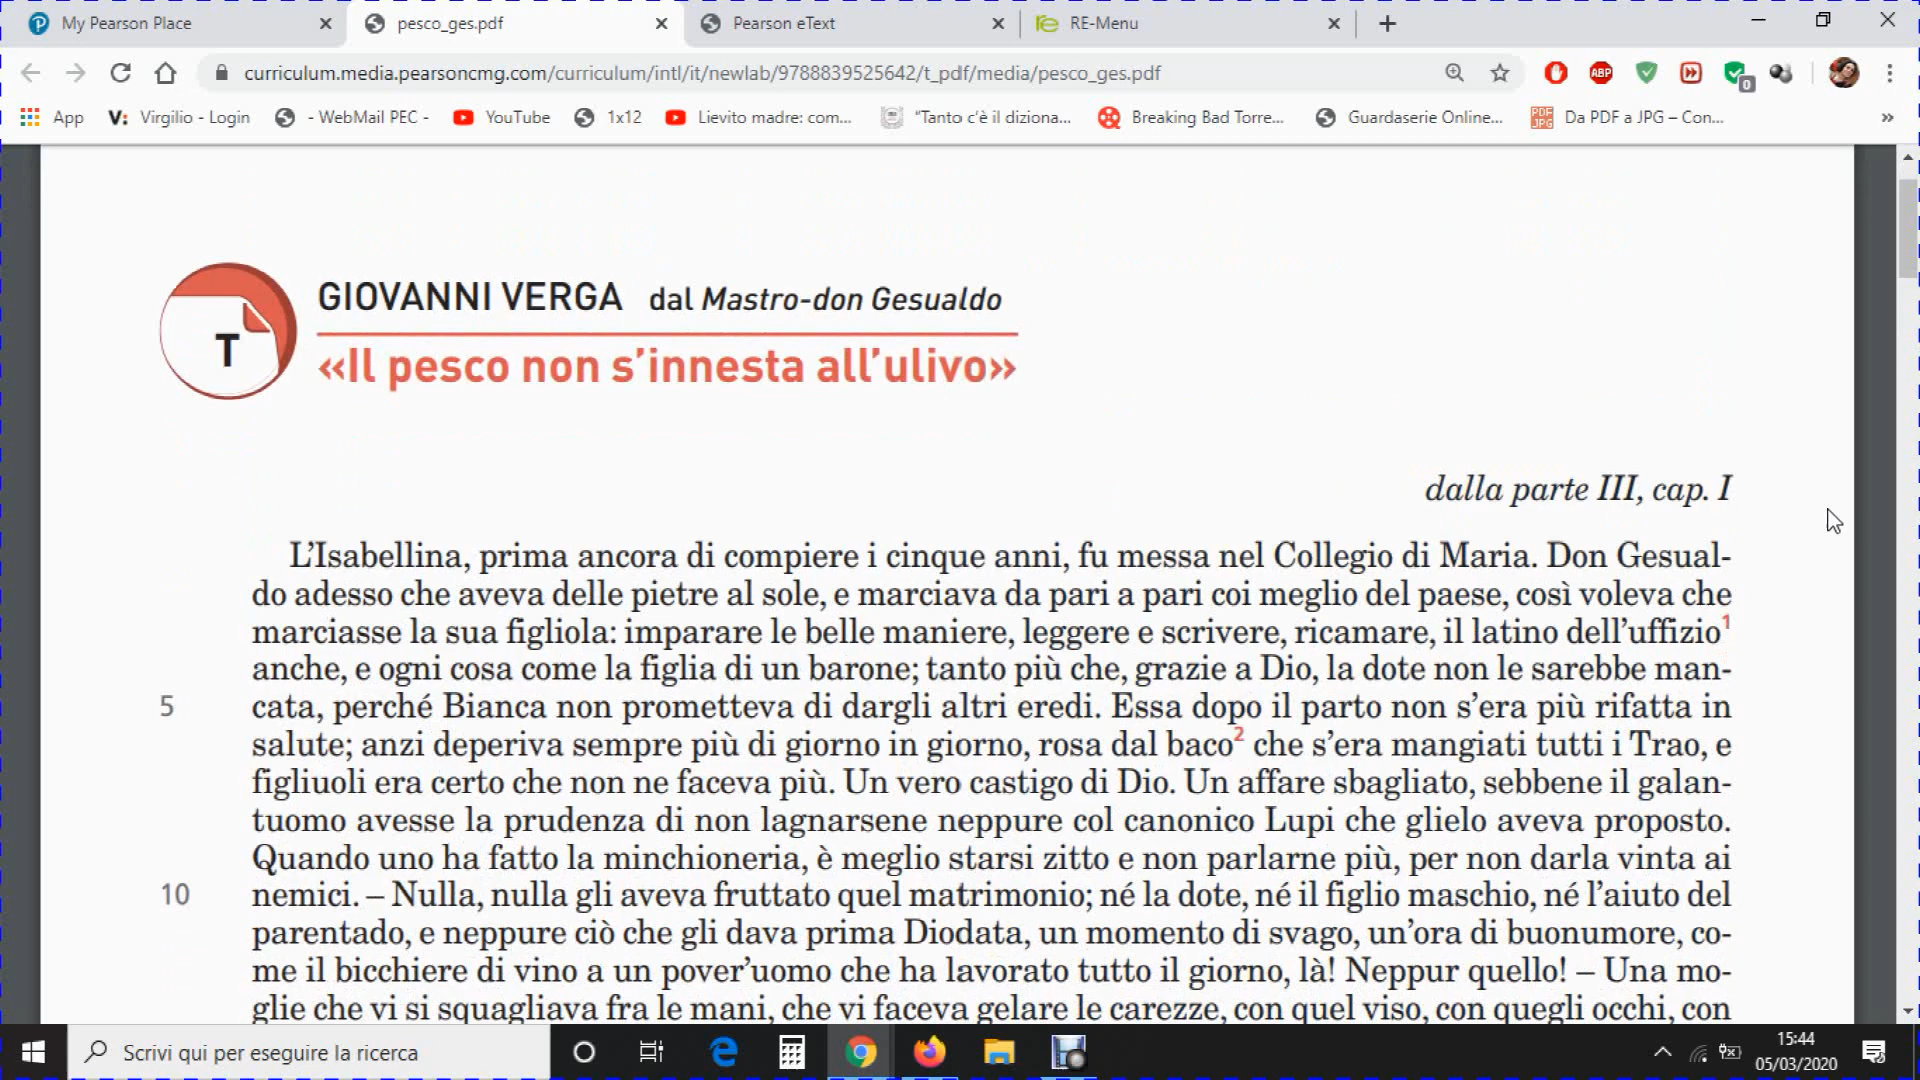 My Pearson Place
pesco_ges.pdf
Pearson eText
RE-Menu
curriculum.media.pearsoncmg.com/curriculum/intl/it/newlab/9788839525642/t_pdf/media/pesco_ges.pdf
ABP
0
App
V: Virgilio - Login
- WebMail PEC -
YouTube
1x12
Lievito madre: com...
“Tanto c’è il diziona...
Breaking Bad Torre...
Guardaserie Online...
PDF JPG
Da PDF a JPG – Con...
»
T
GIOVANNI VERGA dal Mastro-don Gesualdo
«Il pesco non s’innesta all’ulivo»
dalla parte III, cap. I
L’Isabellina, prima ancora di compiere i cinque anni, fu messa nel Collegio di Maria. Don Gesual-
do adesso che aveva delle pietre al sole, e marciava da pari a pari coi meglio del paese, così voleva che
marciasse la sua figliola: imparare le belle maniere, leggere e scrivere, ricamare, il latino dell’uffizio1
anche, e ogni cosa come la figlia di un barone; tanto più che, grazie a Dio, la dote non le sarebbe man-
5 cata, perché Bianca non prometteva di dargli altri eredi. Essa dopo il parto non s’era più rifatta in
salute; anzi deperiva sempre più di giorno in giorno, rosa dal baco2 che s’era mangiati tutti i Trao, e
figliuoli era certo che non ne faceva più. Un vero castigo di Dio. Un affare sbagliato, sebbene il galan-
tuomo avesse la prudenza di non lagnarsene neppure col canonico Lupi che glielo aveva proposto.
Quando uno ha fatto la minchioneria, è meglio starsi zitto e non parlarne più, per non darla vinta ai
10 nemici. – Nulla, nulla gli aveva fruttato quel matrimonio; né la dote, né il figlio maschio, né l’aiuto del
parentado, e neppure ciò che gli dava prima Diodata, un momento di svago, un’ora di buonumore, co-
me il bicchiere di vino a un pover’uomo che ha lavorato tutto il giorno, là! Neppur quello! – Una mo-
glie che vi si squagliava fra le mani, che vi faceva gelare le carezze, con quel viso, con quegli occhi, con
Scrivi qui per eseguire la ricerca
15:44
05/03/2020